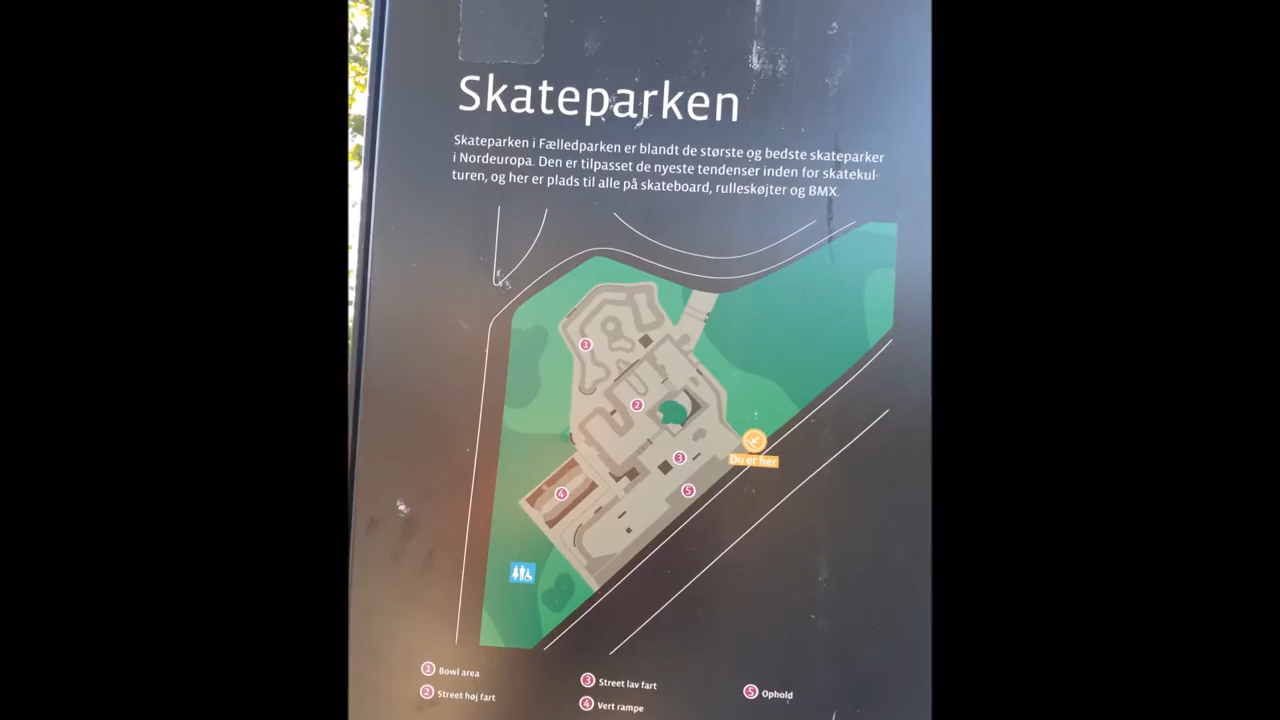 Skateparken
Skateparken i Fælledparken er blandt de største og bedste skateparker
i Nordeuropa. Den er tilpasset de nyeste tendenser inden for skatekul-
turen, og her er plads til alle på skateboard, rulleskøjter og BMX.
1
2
3
Du er her
4
5
1 Bowl area
2 Street høj fart
3 Street lav fart
4 Vert rampe
5 Ophold